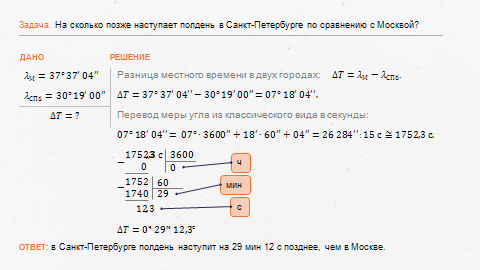 Задача. На сколько позже наступает полдень в Санкт-Петербурге по сравнению с Москвой?
ДАНО
РЕШЕНИЕ
λМ = 37°37′ 04″
λСПб = 30°19′ 00″
ΔT = ?
Разница местного времени в двух городах: ΔT = λМ − λСПб.
ΔT = 37° 37′ 04″ − 30°19′00″ = 07° 18′ 04″.
Перевод меры угла из классического вида в секунды:
07° 18′ 04″ = 07° · 3600″ + 18′ · 60″ + 04″ = 26 284″: 15 с ≅ 1752,3 с.
− 1752,3 с 3600
0 0
ч
− 1752 60
1740 29
мин
12,3
с
ΔT = 0ч 29м 12,3с
ОТВЕТ: в Санкт-Петербурге полдень наступит на 29 мин 12 с позднее, чем в Москве.